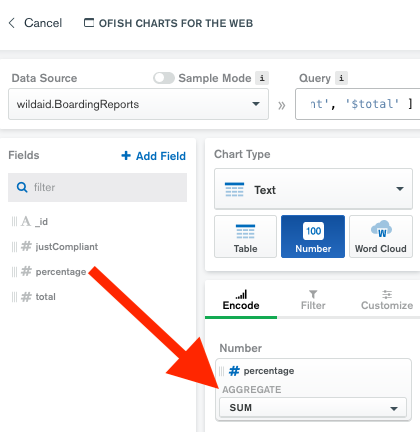 Cancel OFISH CHARTS FOR THE WEB
Data Source Sample Mode i Query i
wildaid.BoardingReports » nt', '$total' ]
Fields + Add Field Chart Type
filter Text
A _id
# justCompliant 100
# percentage Table Number Word Cloud
# total
Encode Filter Customize
Number
# percentage
AGGREGATE
SUM